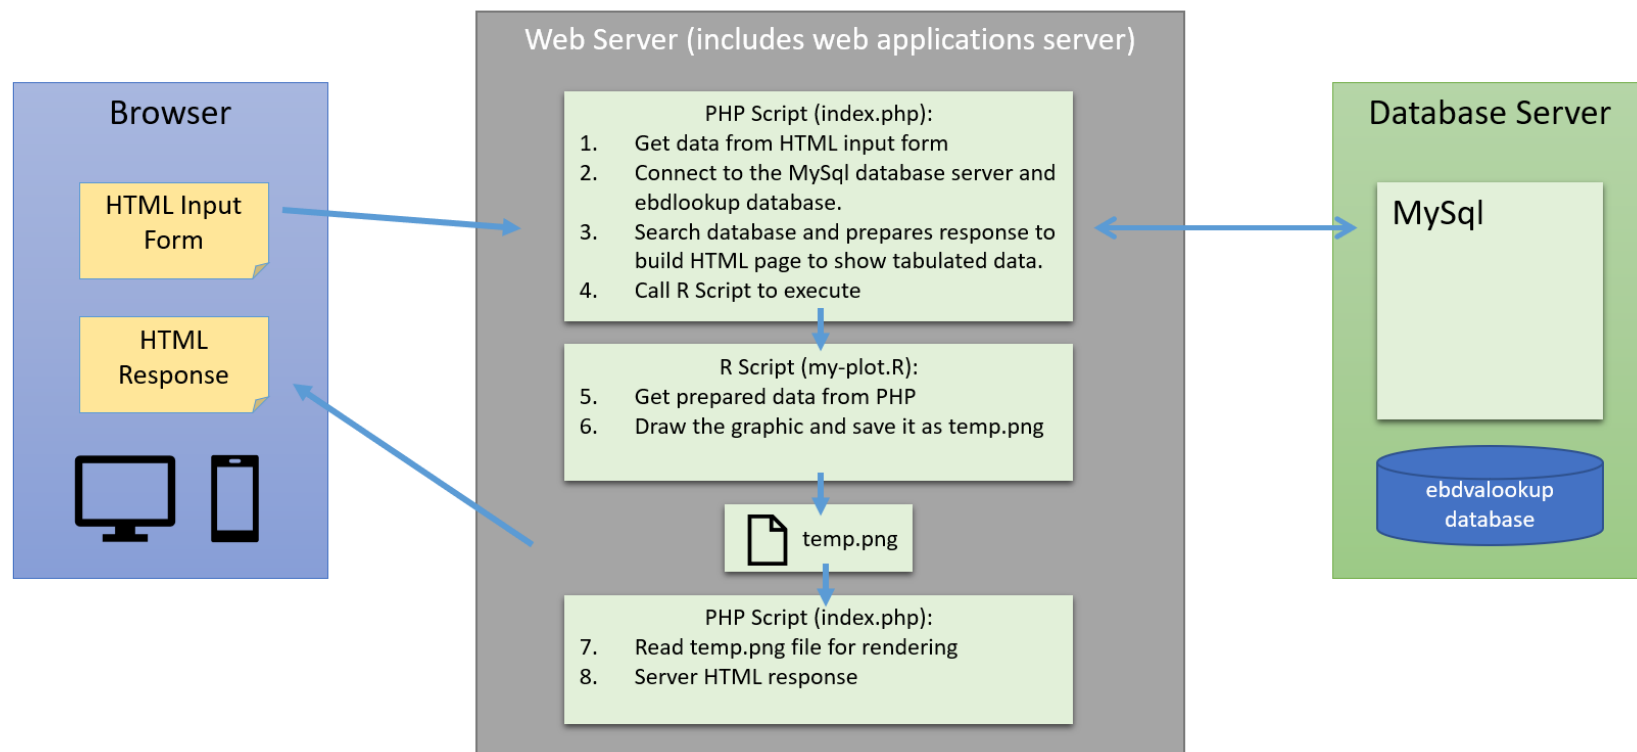 Web Server (includes web applications server)
Browser
HTML Input
Form
HTML
Response
PHP Script (index.php):
1. Get data from HTML input form
2. Connect to the MySql database server and
ebdlookup database.
3. Search database and prepares response to
build HTML page to show tabulated data.
4. Call R Script to execute
R Script (my-plot.R):
5. Get prepared data from PHP
6. Draw the graphic and save it as temp.png
temp.png
PHP Script (index.php):
7. Read temp.png file for rendering
8. Server HTML response
Database Server
MySql
ebdvalookup
database